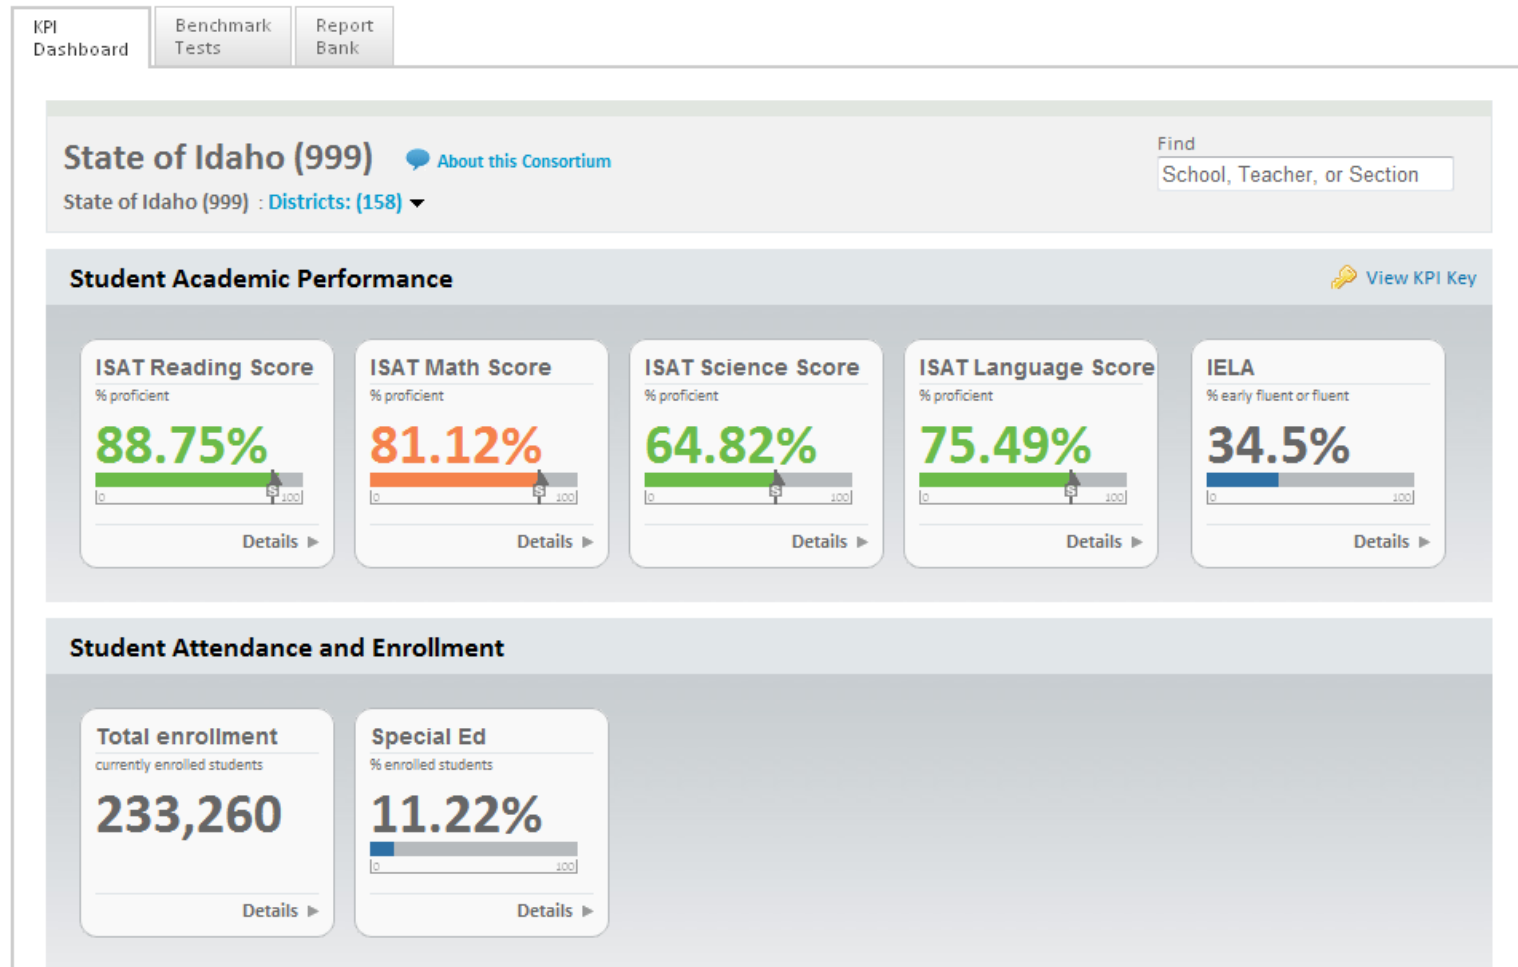 KPI
Dashboard
Benchmark
Tests
Report
Bank
State of Idaho (999)
About this Consortium
Find
School, Teacher, or Section
State of Idaho (999) : Districts: (158)
Student Academic Performance
View KPI Key
ISAT Reading Score
% proficient
88.75%
S
0 100
Details
ISAT Math Score
% proficient
81.12%
S
0 100
Details
ISAT Science Score
% proficient
64.82%
S
0 100
Details
ISAT Language Score
% proficient
75.49%
S
0 100
Details
IELA
% early fluent or fluent
34.5%
0 100
Details
Student Attendance and Enrollment
Total enrollment
currently enrolled students
233,260
Details
Special Ed
% enrolled students
11.22%
0 100
Details